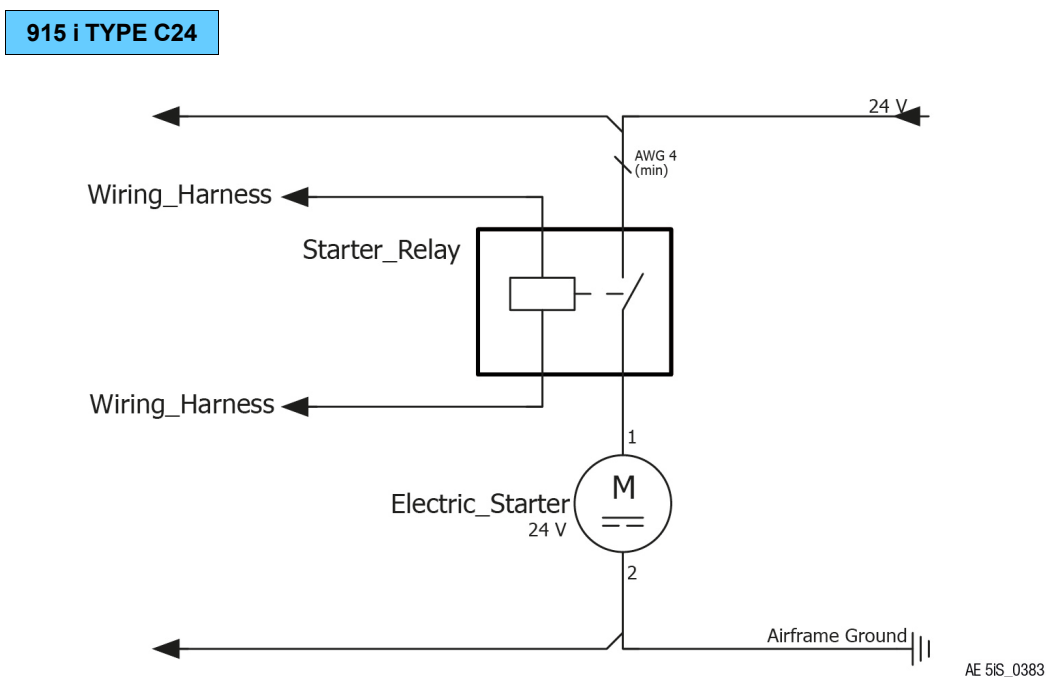 915 i TYPE C24
24 V
AWG 4
(min)
Wiring_Harness
Starter_Relay
Wiring_Harness
1
M
Electric_Starter
24 V
2
Airframe Ground
AE 5iS_0383